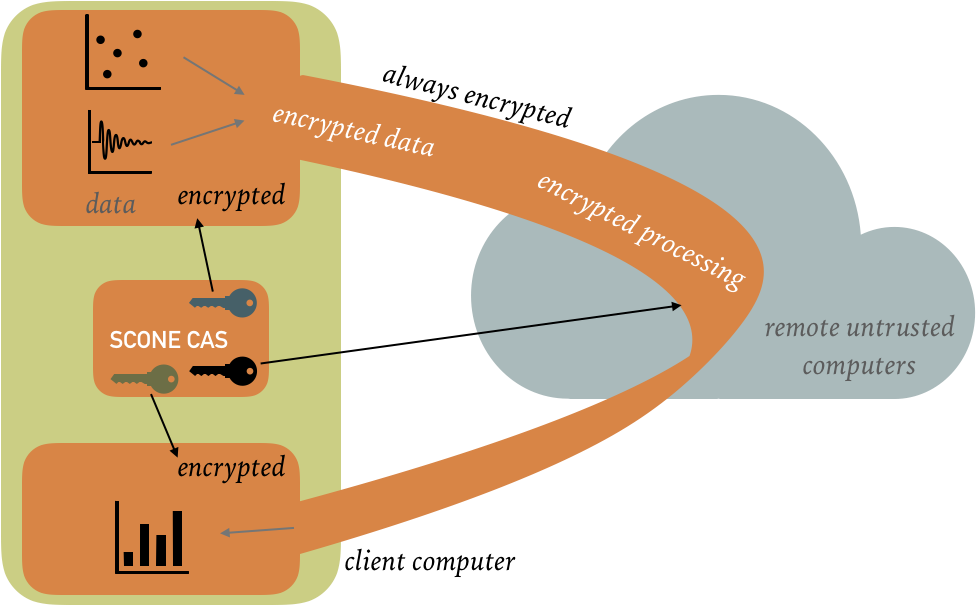 always encrypted
encrypted data
encrypted
data
encrypted processing
SCONE CAS
remote untrusted
computers
encrypted
client computer